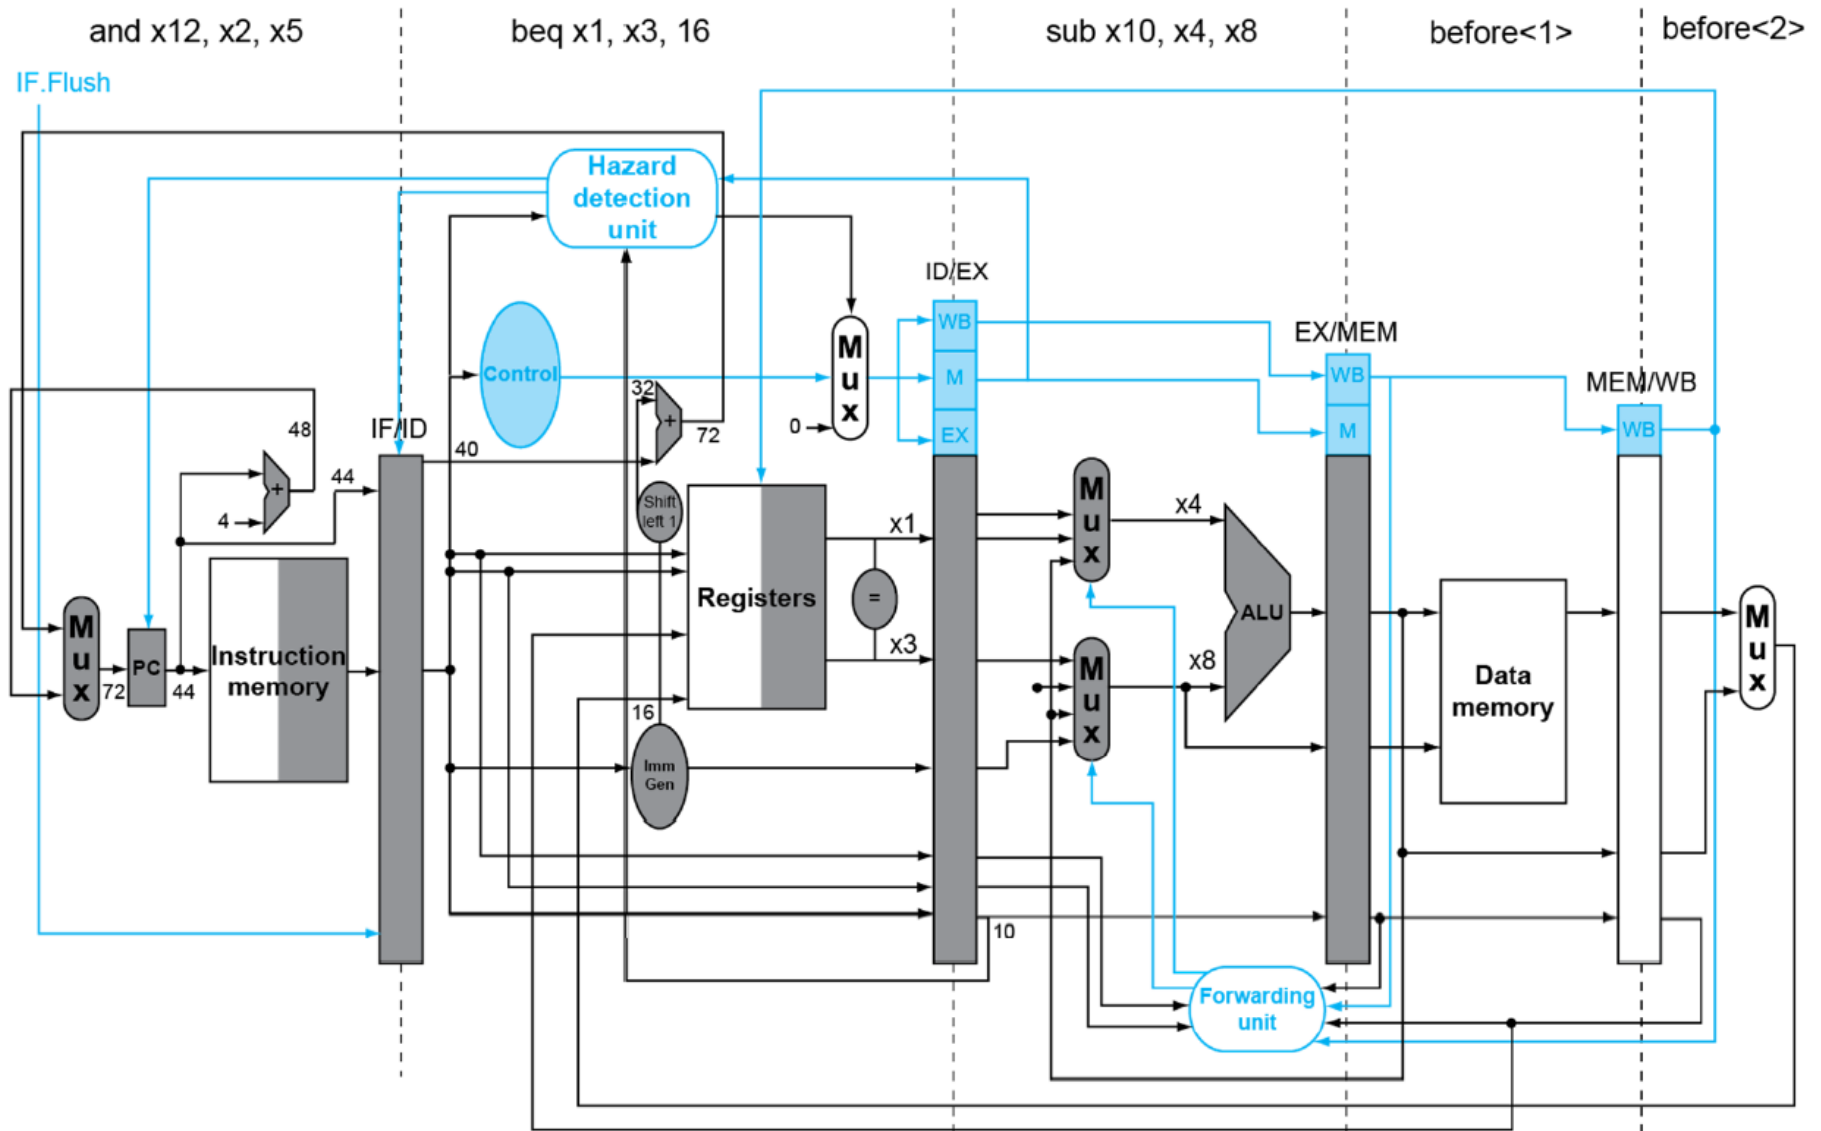 and x12, x2, x5
beq x1, x3, 16
sub x10, x4, x8
before<1>
before<2>
IF.Flush
Hazard
detection
unit
ID/EX
WB
M
EX
EX/MEM
WB
M
MEM/WB
WB
Control
M
u
x
0
32
+
72
IF/ID
40
48
44
+
4
Shift
left 1
Registers
x1
=
x3
M
u
x
x4
ALU
M
u
x
x8
M
u
x
72
PC
44
Instruction
memory
16
Imm
Gen
Data
memory
M
u
x
10
Forwarding
unit